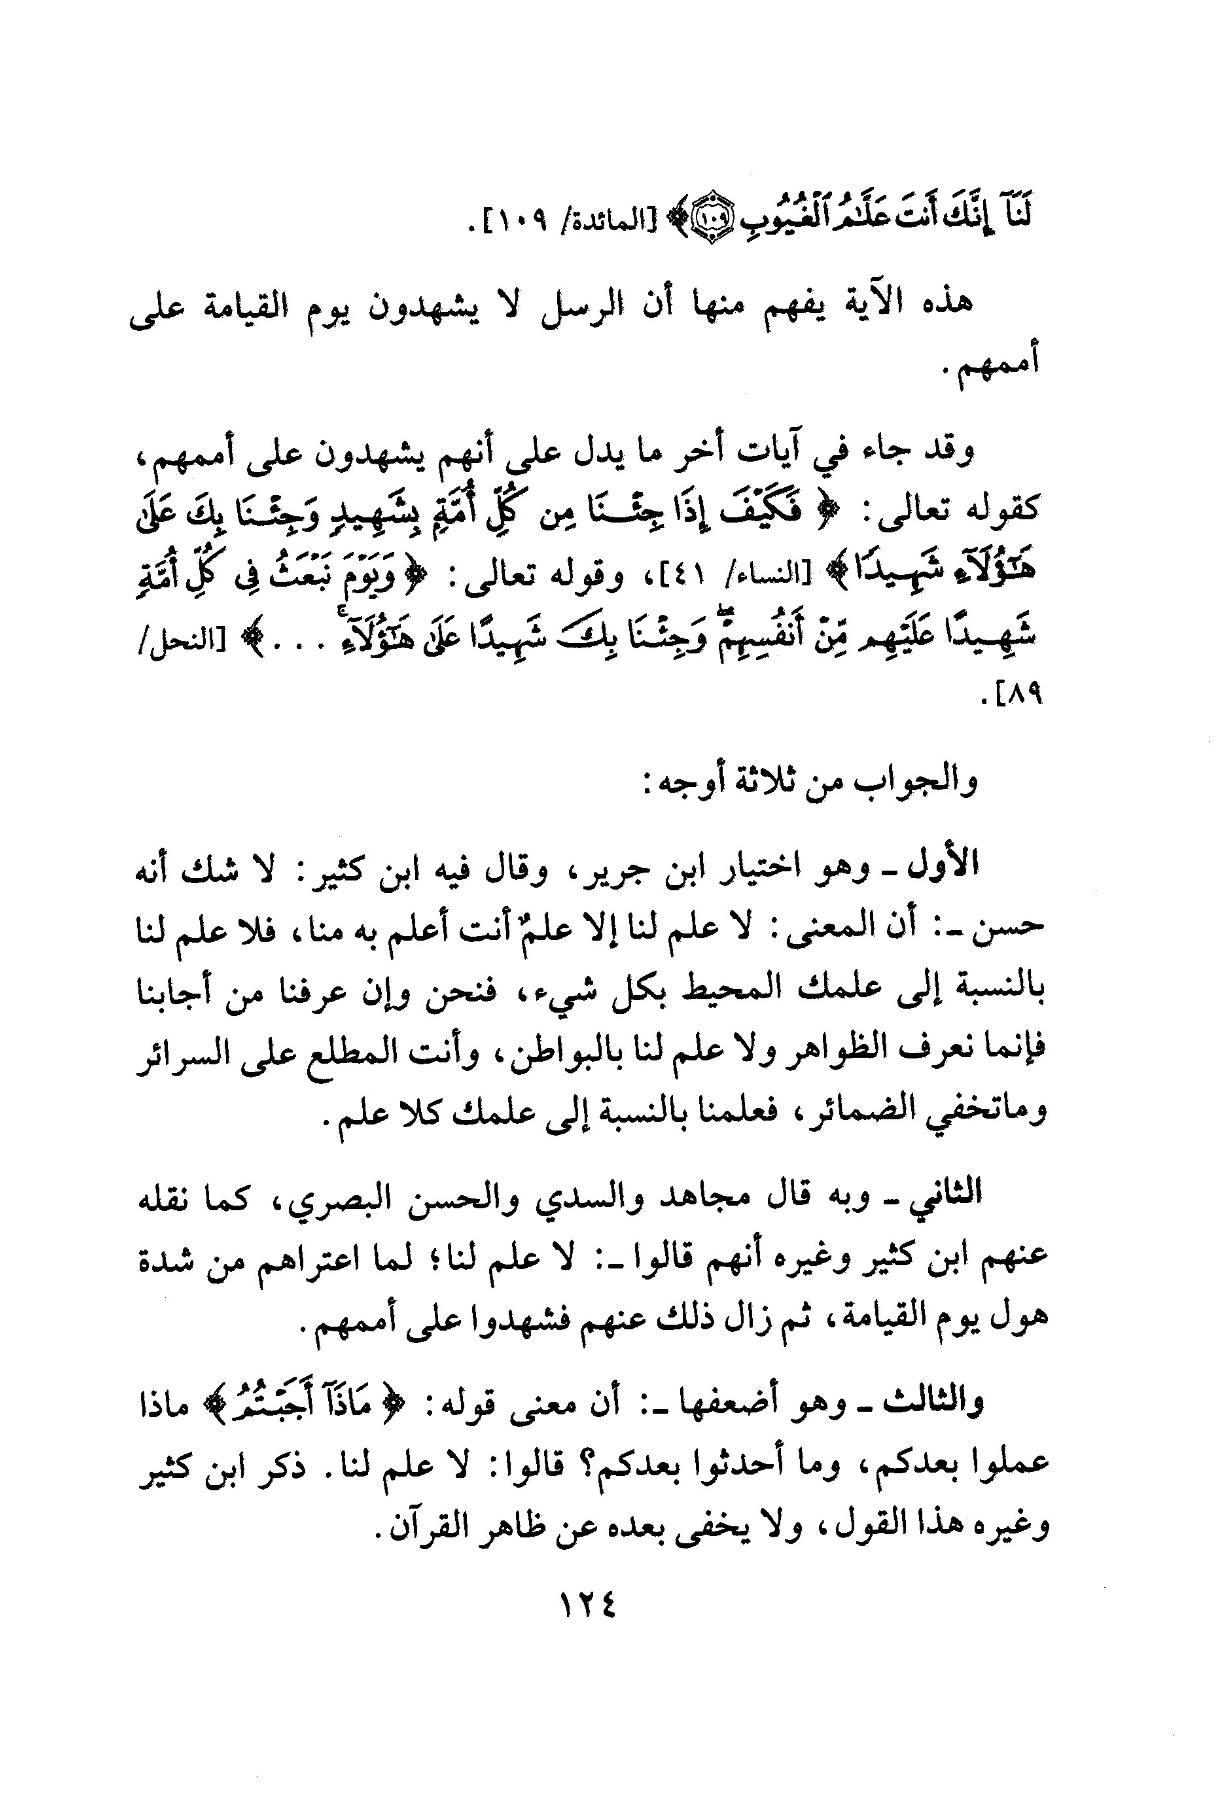 لَنَآ إِنَّكَ أَنتَ عَلَّٰمُ ٱلْغُيُوبِ ١٠٩﴾ [المائدة/ ١٠٩].
هذه الآية يفهم منها أن الرسل لا يشهدون يوم القيامة على
أممهم.
وقد جاء في آيات أخر ما يدل على أنهم يشهدون على أممهم،
كقوله تعالى: ﴿ فَكَيْفَ إِذَا جِئْنَا مِن كُلِّ أُمَّةٍ بِشَهِيدٍ وَجِئْنَا بِكَ عَلَىٰ
هَٰٓؤُلَآءِ شَهِيدًا﴾ [النساء/ ٤١]، وقوله تعالى: ﴿ وَيَوْمَ نَبْعَثُ فِى كُلِّ أُمَّةٍ
شَهِيدًا عَلَيْهِم مِّنْ أَنفُسِهِمْ ۖ وَجِئْنَا بِكَ شَهِيدًا عَلَىٰ هَٰٓؤُلَآءِ ۚ . . . ﴾ [النحل/
٨٩].
والجواب من ثلاثة أوجه:
الأول ـ وهو اختيار ابن جرير، وقال فيه ابن كثير: لا شك أنه
حسن ـ: أن المعنى: لا علم لنا إلا علمٌ أنت أعلم به منا، فلا علم لنا
بالنسبة إلى علمك المحيط بكل شيء، فنحن وإن عرفنا من أجابنا
فإنما نعرف الظواهر ولا علم لنا بالبواطن، وأنت المطلع على السرائر
وماتخفي الضمائر، فعلمنا بالنسبة إلى علمك كلا علم.
الثاني ـ وبه قال مجاهد والسدي والحسن البصري، كما نقله
عنهم ابن كثير وغيره أنهم قالوا ـ: لا علم لنا؛ لما اعتراهم من شدة
هول يوم القيامة، ثم زال ذلك عنهم فشهدوا على أممهم.
والثالث ـ وهو أضعفها ـ: أن معنى قوله: ﴿ مَاذَآ أُجِبْتُمْ ﴾ ماذا
عملوا بعدكم، وما أحدثوا بعدكم؟ قالوا: لا علم لنا. ذكر ابن كثير
وغيره هذا القول، ولا يخفى بعده عن ظاهر القرآن.
١٢٤